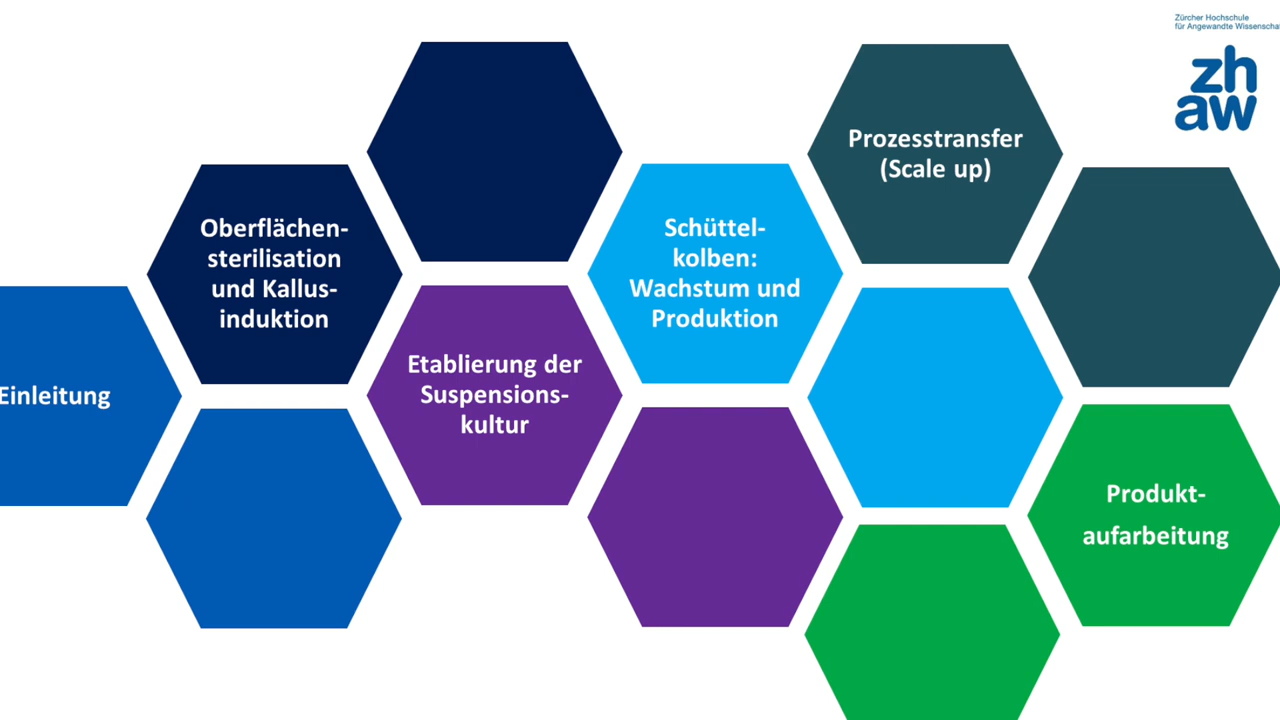 Zürcher Hochschule
für Angewandte
zh
aw
Prozesstransfer
(Scale up)
Oberflächen-
sterilisation
und Kallus-
induktion
Schüttel-
kolben:
Wachstum und
Produktion
Einleitung
Etablierung der
Suspensions-
kultur
Produkt-
aufarbeitung